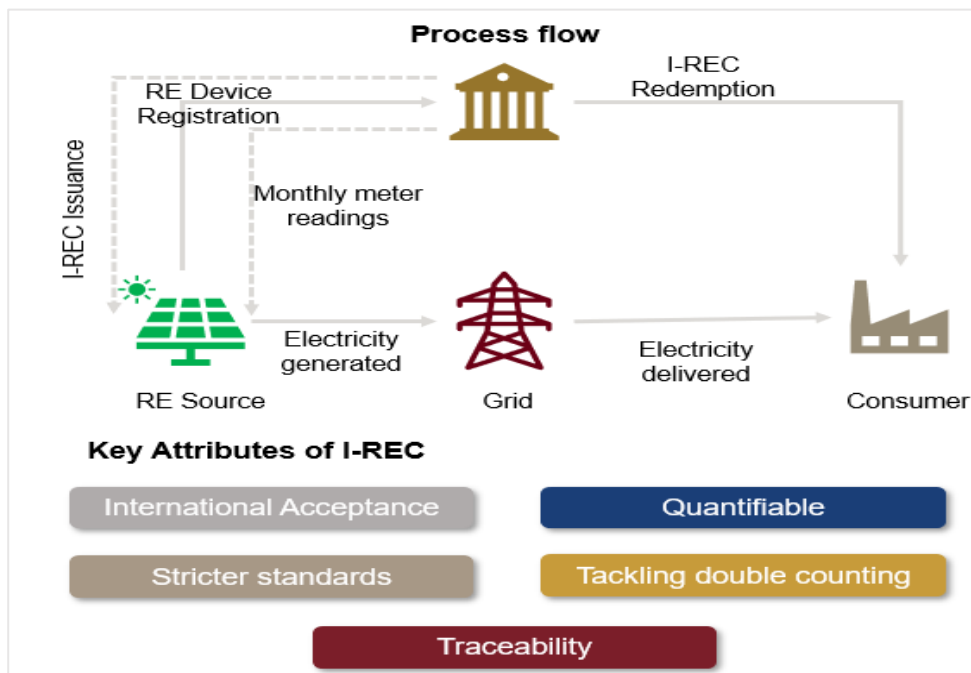 Process flow
RE Device
Registration
I-REC
Redemption
I-REC Issuance
Monthly meter
readings
Electricity
generated
Electricity
delivered
RE Source
Grid
Consumer
Key Attributes of I-REC
International Acceptance
Quantifiable
Stricter standards
Tackling double counting
Traceability